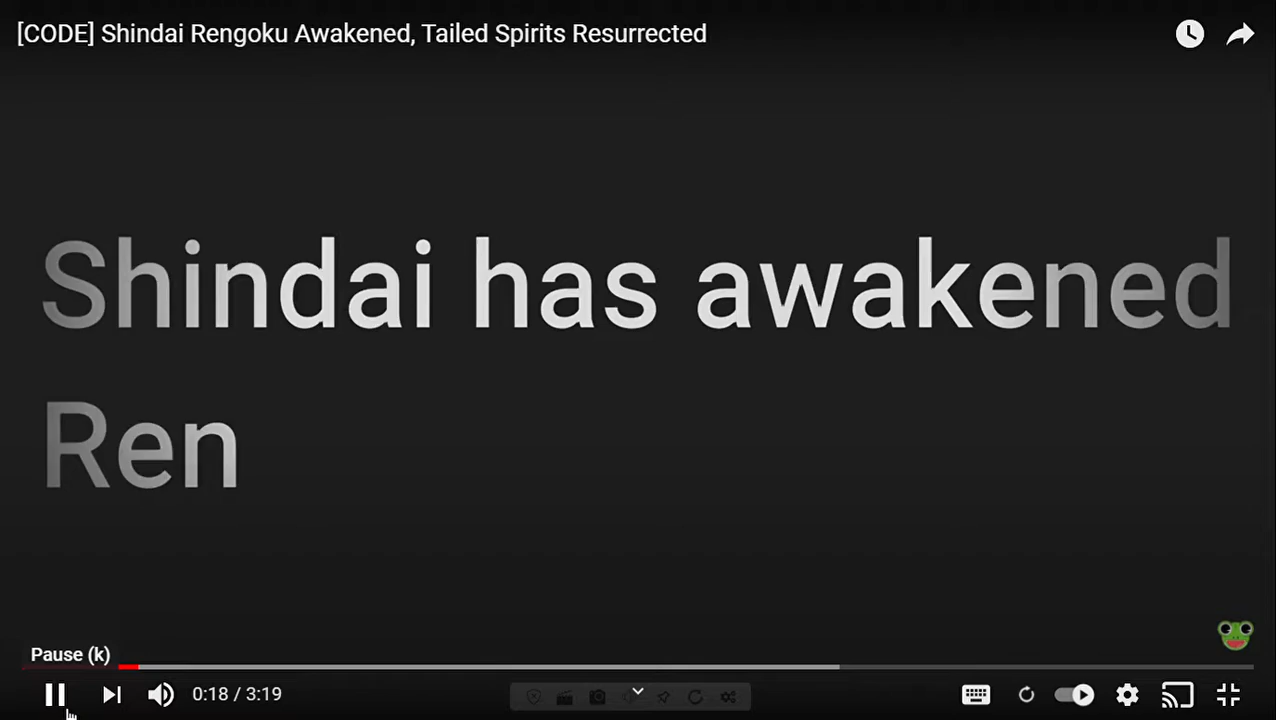 [CODE] Shindai Rengoku Awakened, Tailed Spirits Resurrected
Shindai has awakened
Ren
Pause (k)
0:18 / 3:19